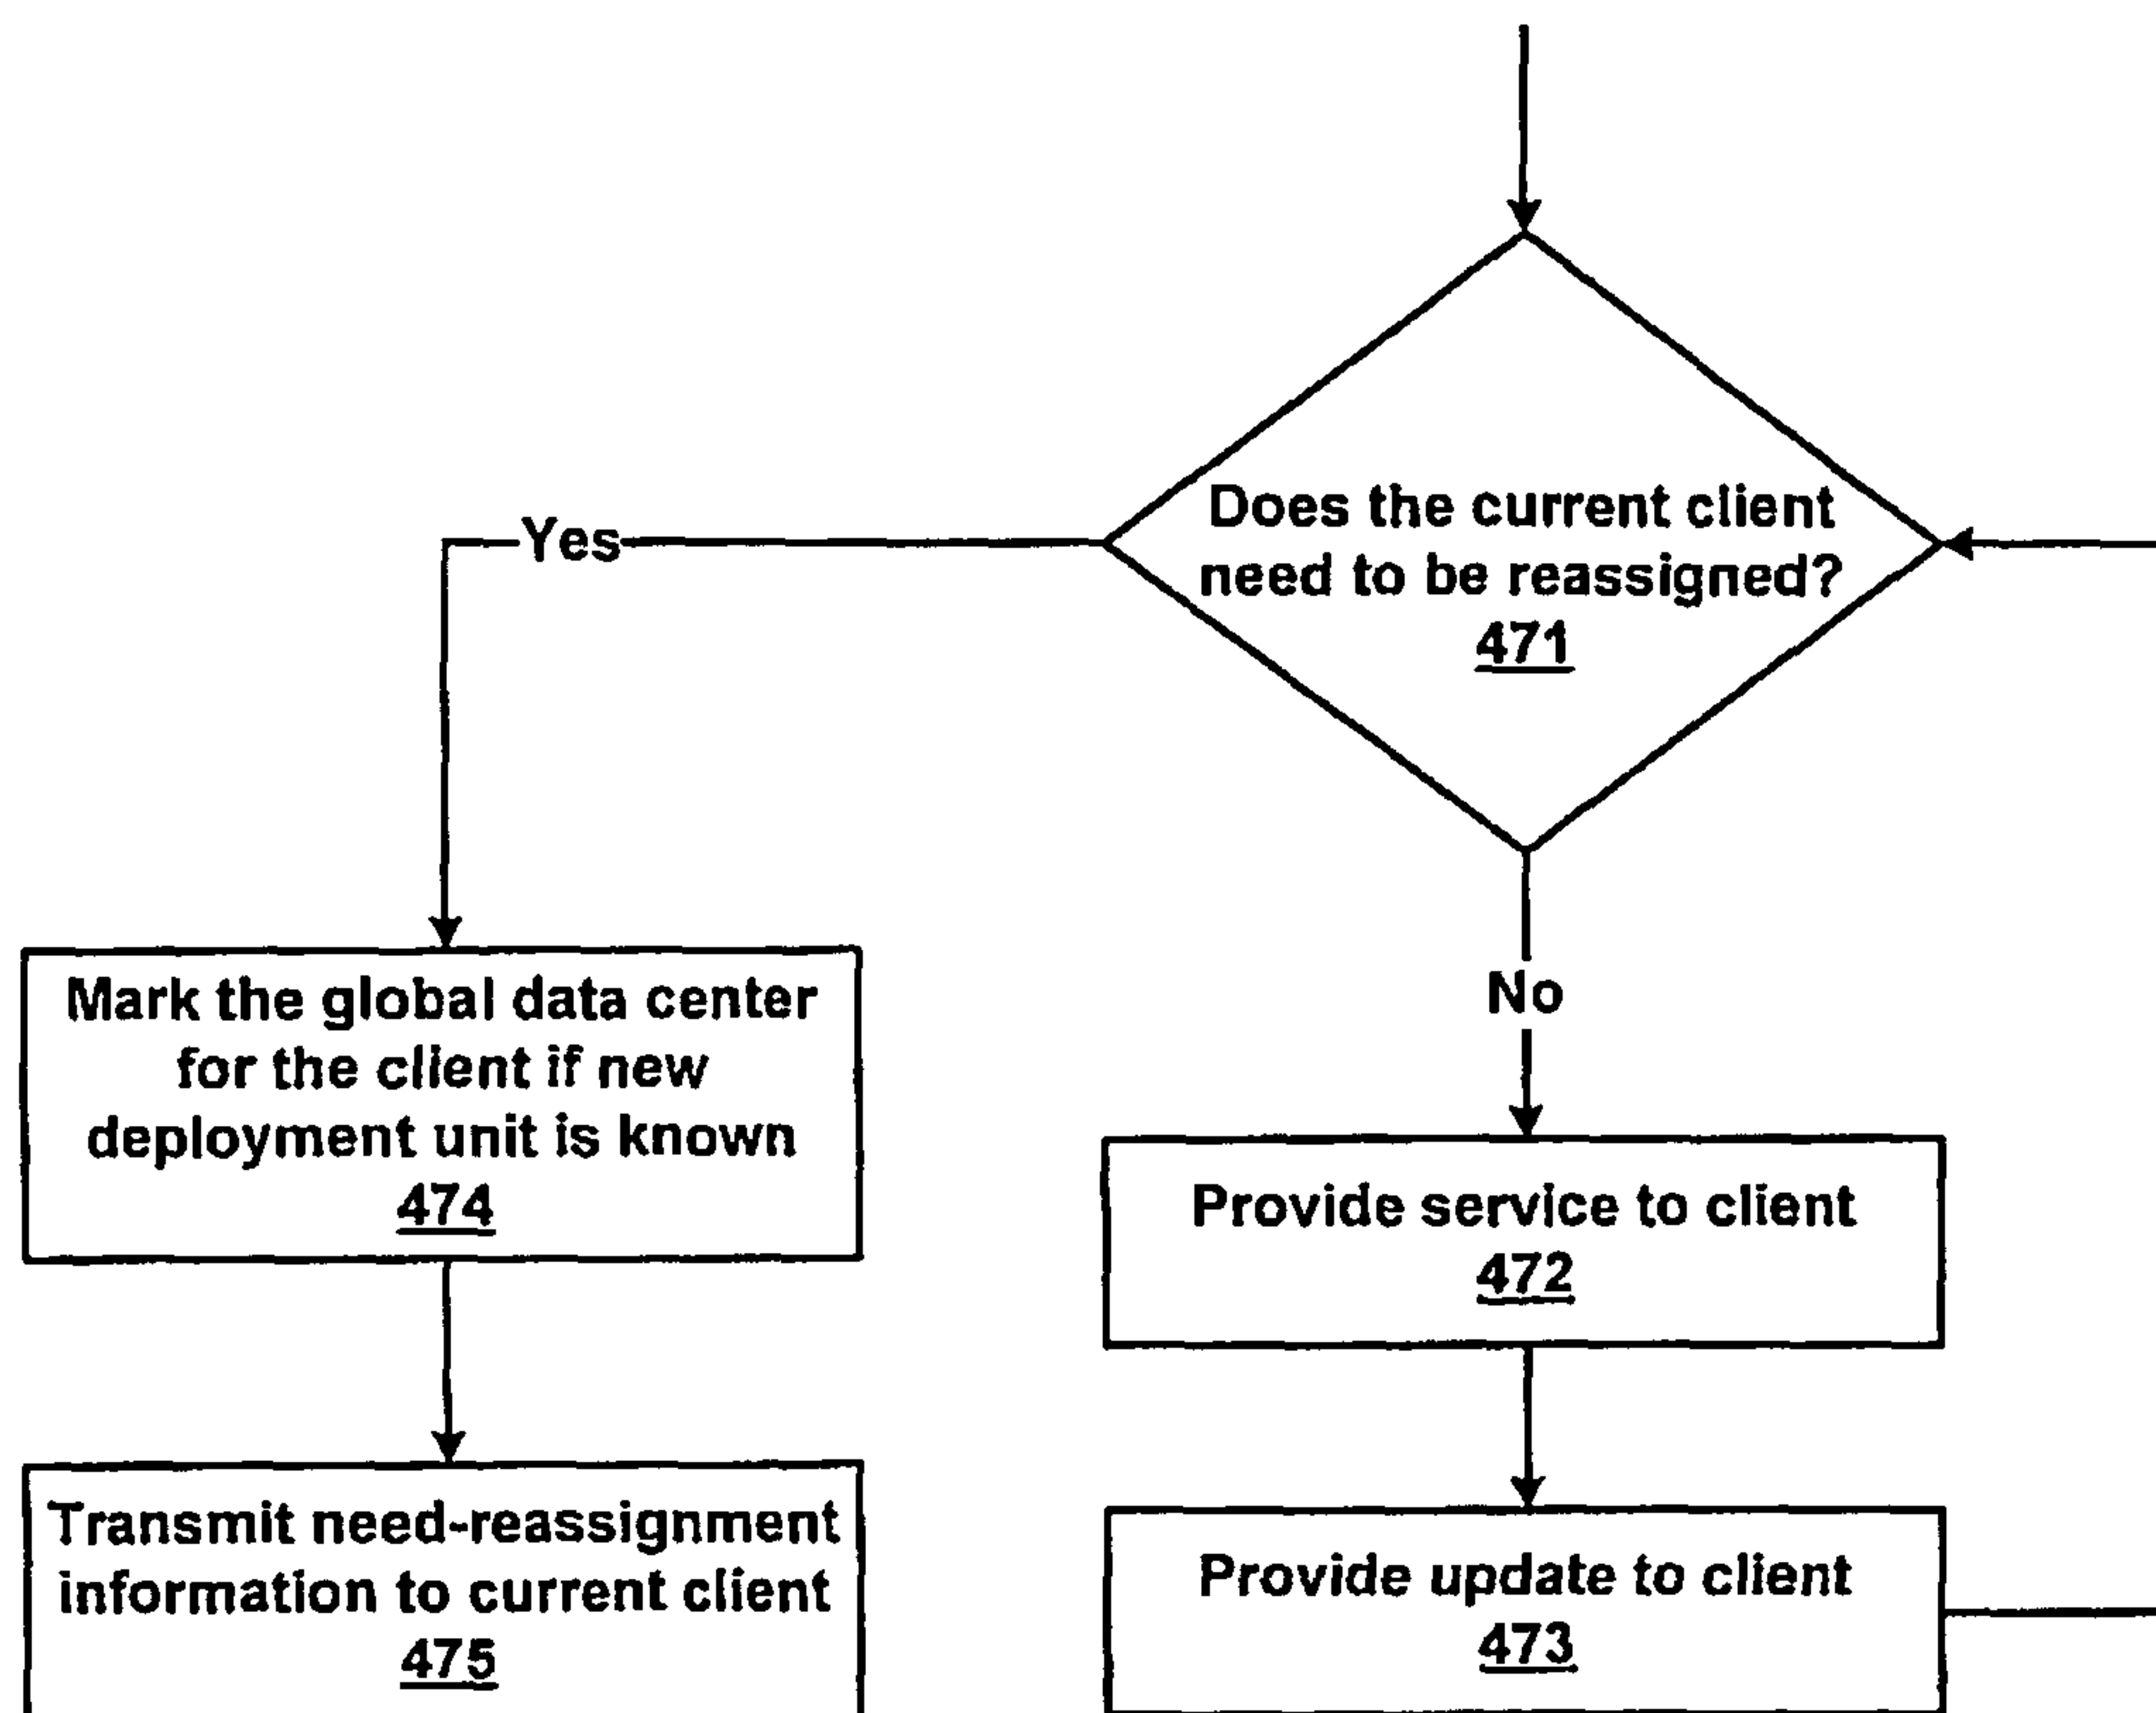 Does the current client
need to be reassigned?
471
Yes
No
Mark the global data center
for the client if new
deployment unit is known
474
Provide service to client
472
Transmit need-reassignment
information to current client
475
Provide update to client
473